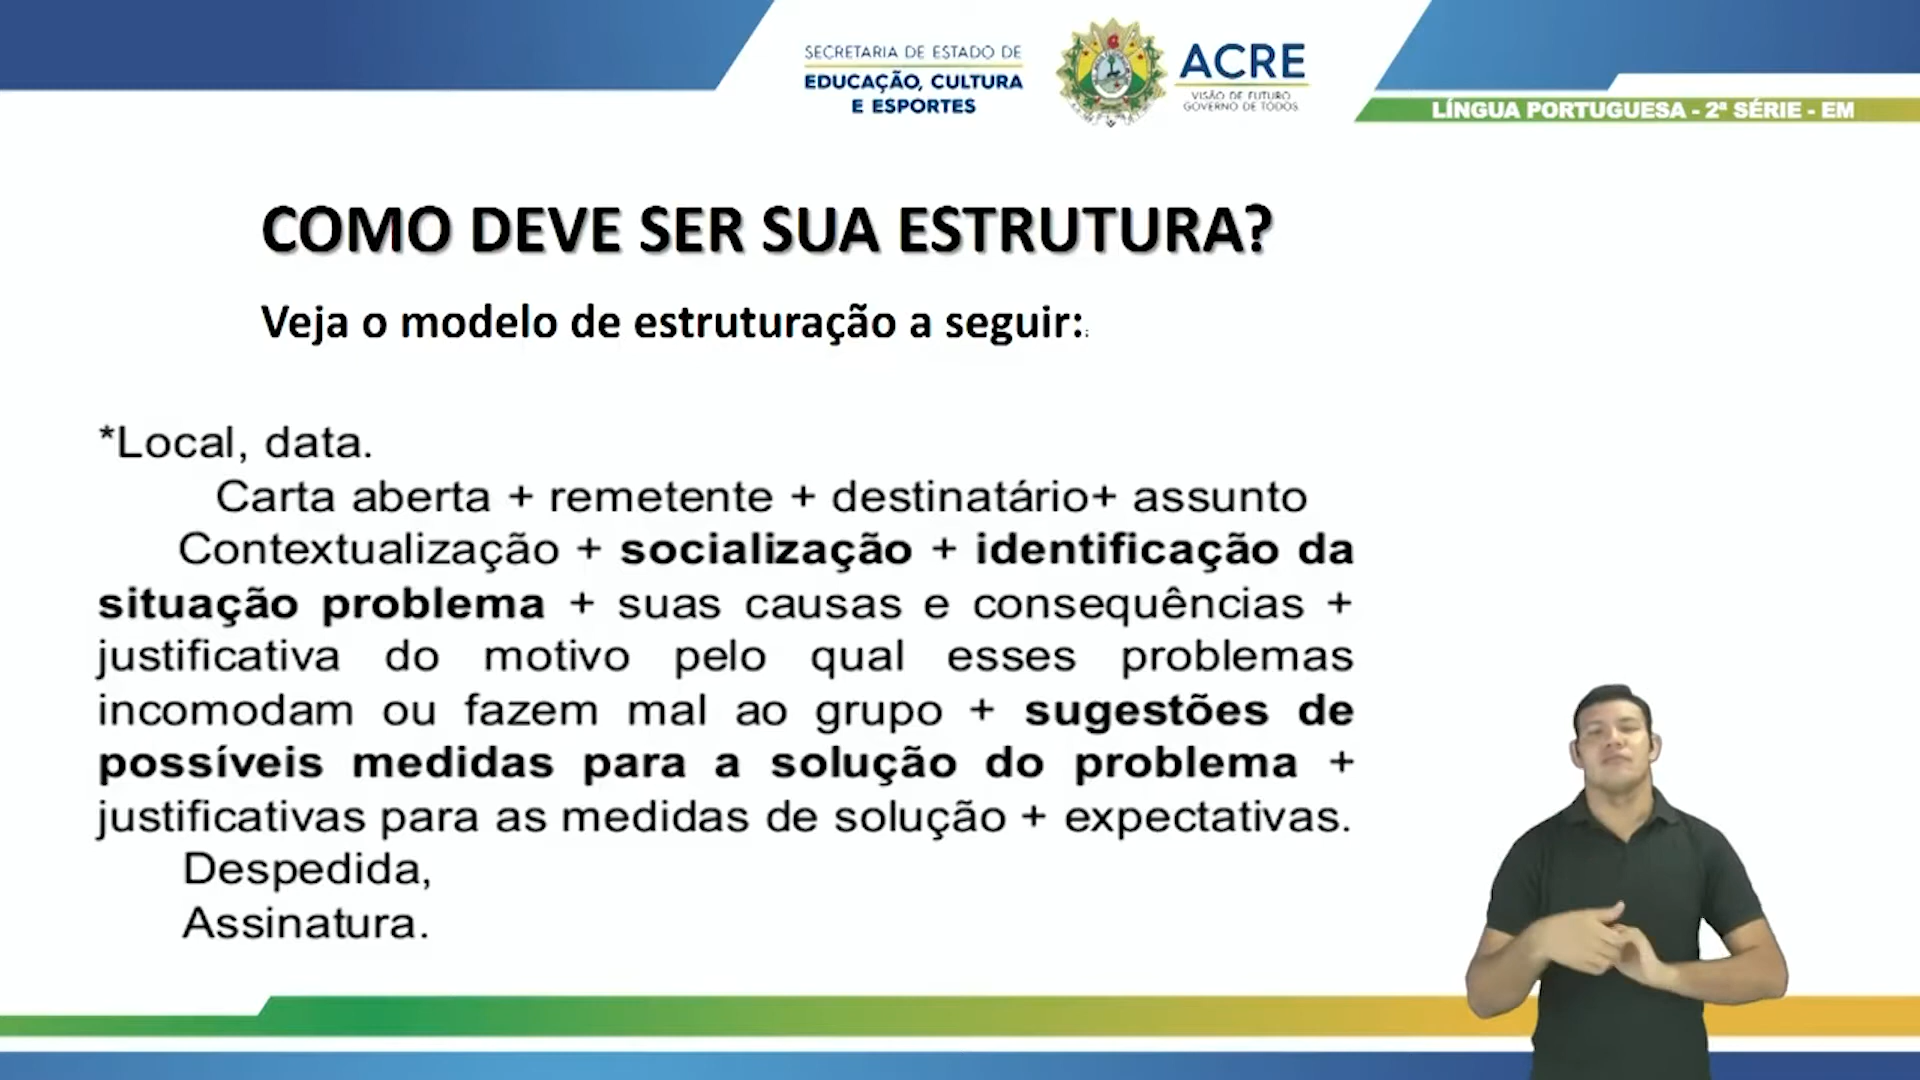 SECRETARIA DE ESTADO DE
EDUCAÇÃO, CULTURA
E ESPORTES
ACRE
VISÃO DE FUTURO
GOVERNO DE TODOS
LÍNGUA PORTUGUESA - 2ª SÉRIE - EM
COMO DEVE SER SUA ESTRUTURA?
Veja o modelo de estruturação a seguir:
*Local, data.
Carta aberta + remetente + destinatário+ assunto
Contextualização + socialização + identificação da
situação problema + suas causas e consequências +
justificativa do motivo pelo qual esses problemas
incomodam ou fazem mal ao grupo + sugestões de
possíveis medidas para a solução do problema +
justificativas para as medidas de solução + expectativas.
Despedida,
Assinatura.